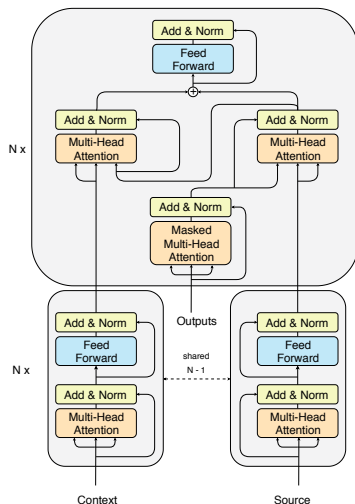 Add & Norm
Feed
Forward
Add & Norm
Multi-Head
Attention
Add & Norm
Multi-Head
Attention
N x
Add & Norm
Masked
Multi-Head
Attention
Outputs
Add & Norm
Feed
Forward
Add & Norm
Multi-Head
Attention
N x
shared
N - 1
Add & Norm
Feed
Forward
Add & Norm
Multi-Head
Attention
Context
Source